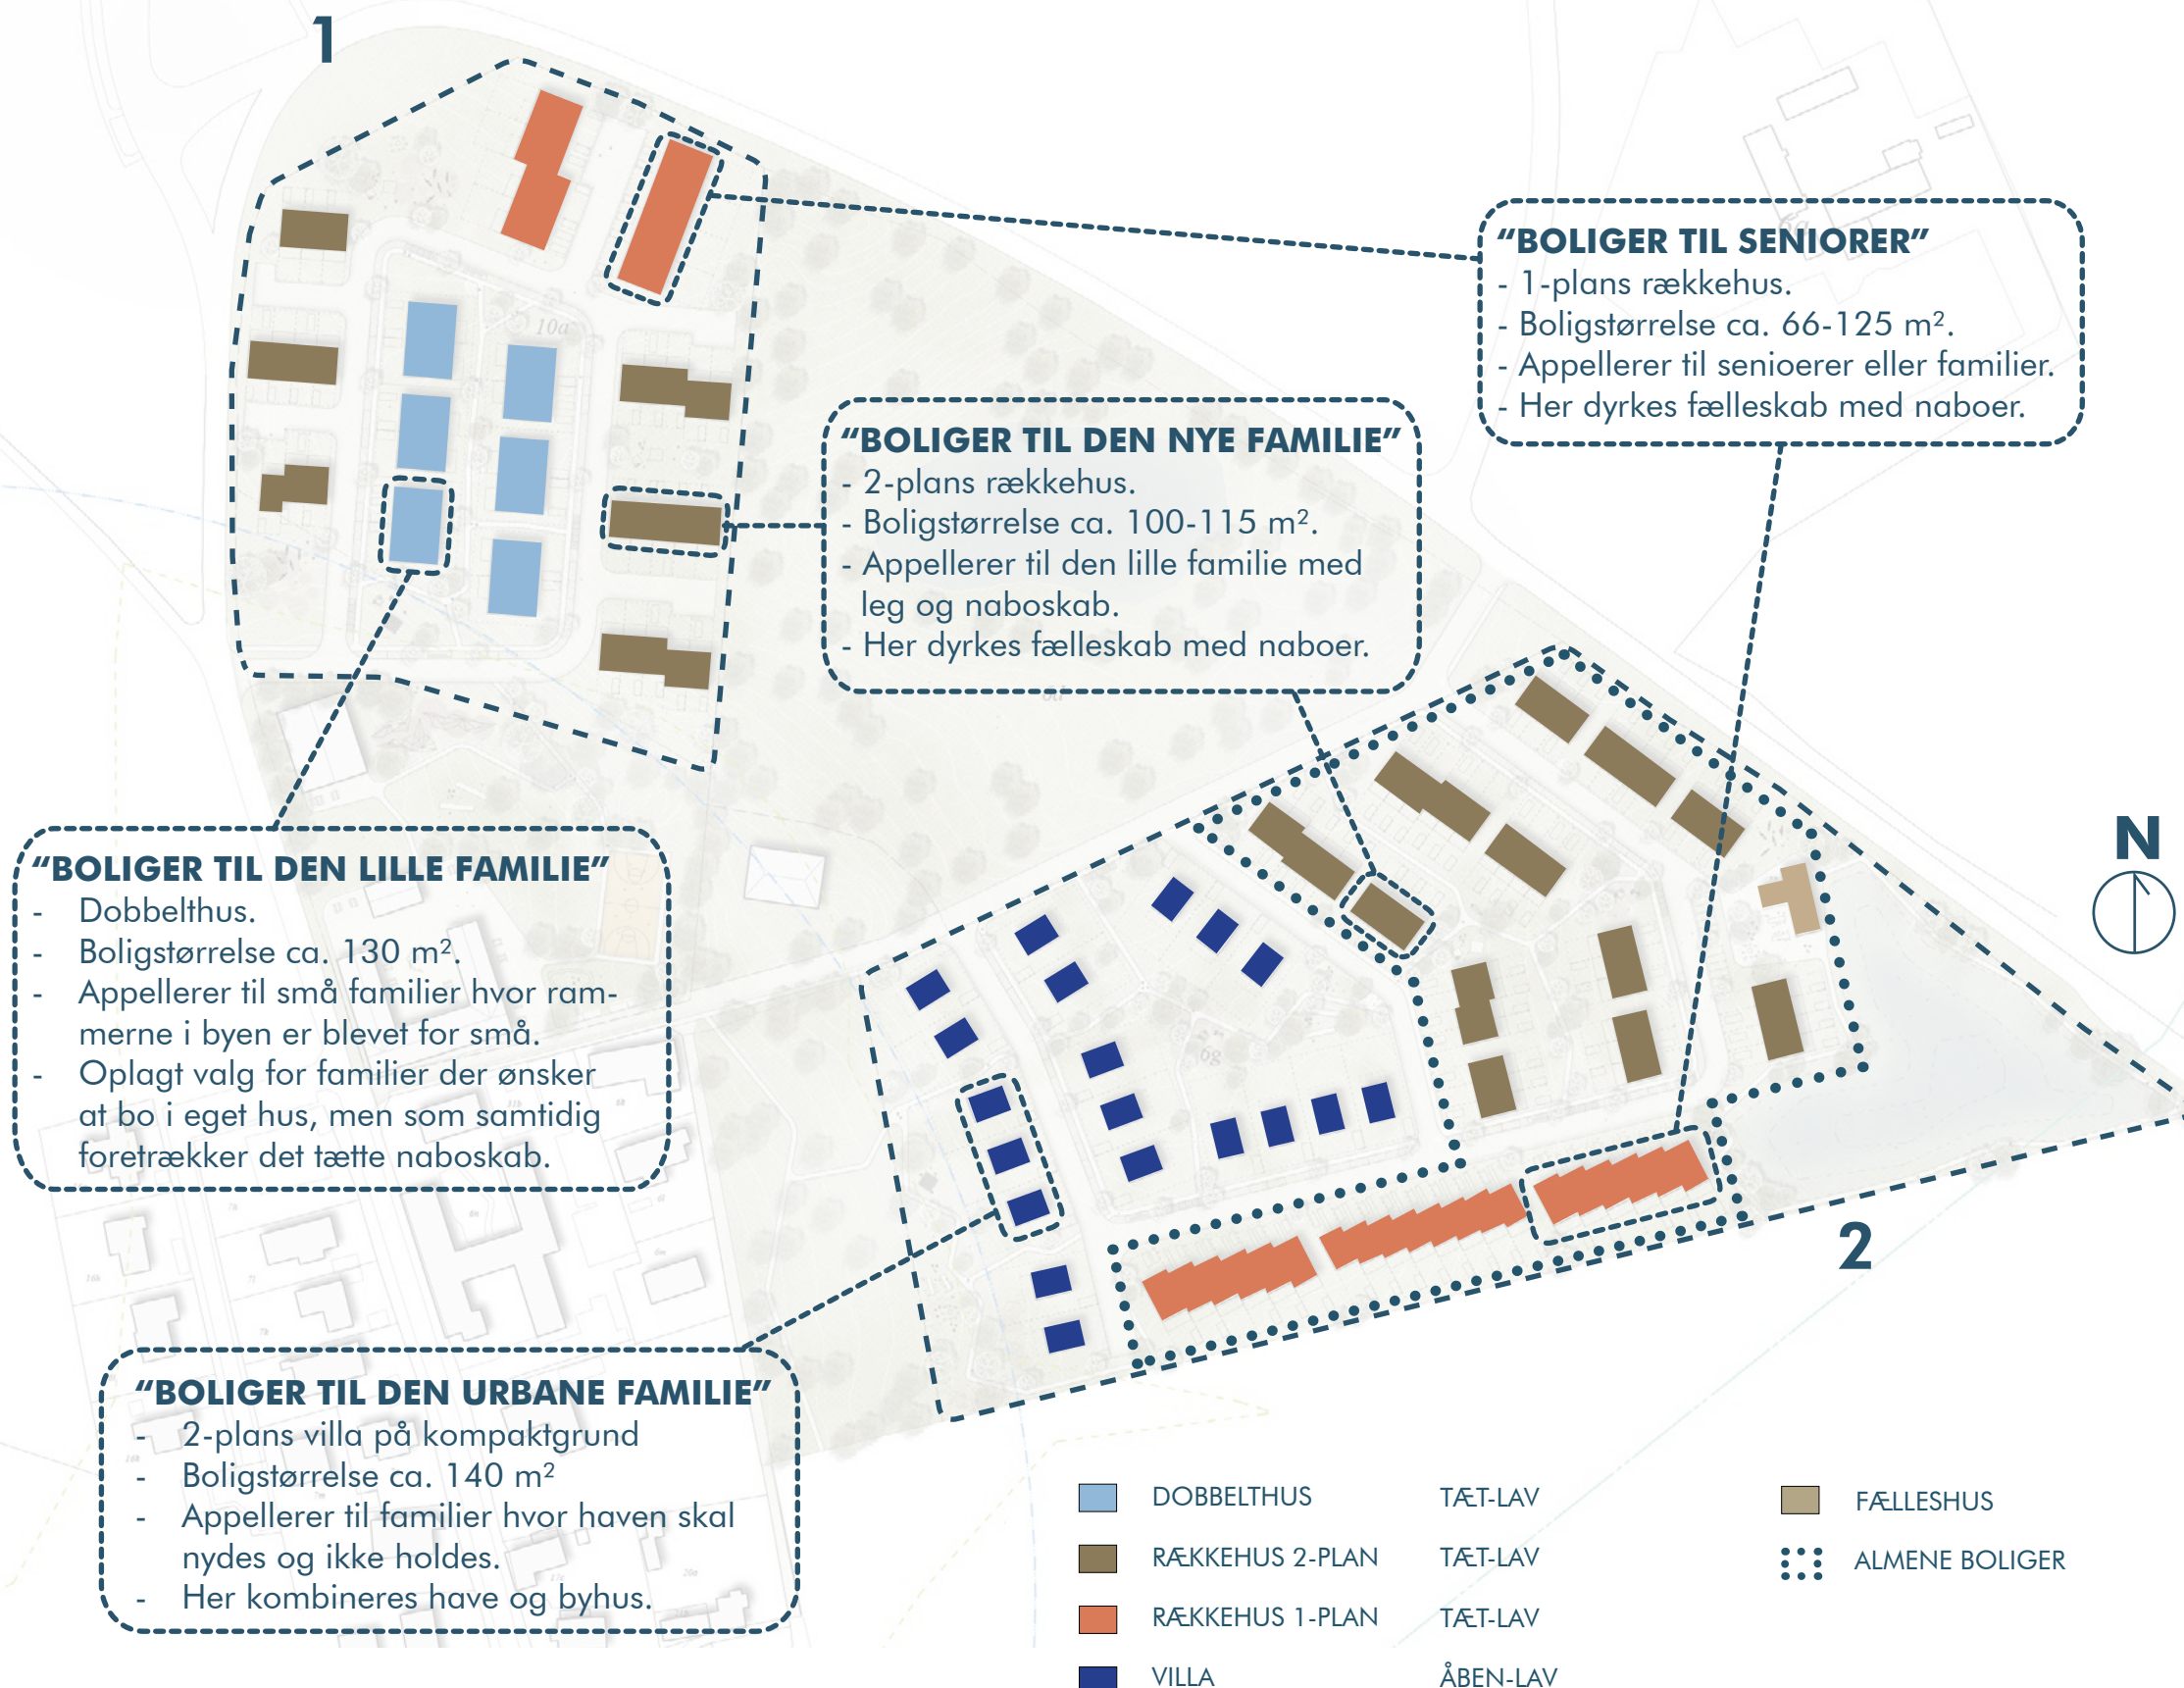 1
“BOLIGER TIL SENIORER”
- 1-plans rækkehus.
- Boligstørrelse ca. 66-125 m².
- Appellerer til senioerer eller familier.
- Her dyrkes fælleskab med naboer.
10a
“BOLIGER TIL DEN NYE FAMILIE”
- 2-plans rækkehus.
- Boligstørrelse ca. 100-115 m².
- Appellerer til den lille familie med
leg og naboskab.
- Her dyrkes fælleskab med naboer.
N
“BOLIGER TIL DEN LILLE FAMILIE”
- Dobbelthus.
- Boligstørrelse ca. 130 m².
- Appellerer til små familier hvor ram-
merne i byen er blevet for små.
- Oplagt valg for familier der ønsker
at bo i eget hus, men som samtidig
foretrækker det tætte naboskab.
6g
2
“BOLIGER TIL DEN URBANE FAMILIE”
- 2-plans villa på kompaktgrund
- Boligstørrelse ca. 140 m²
- Appellerer til familier hvor haven skal
nydes og ikke holdes.
- Her kombineres have og byhus.
DOBBELTHUS TÆT-LAV
RÆKKEHUS 2-PLAN TÆT-LAV
RÆKKEHUS 1-PLAN TÆT-LAV
VILLA ÅBEN-LAV
FÆLLESHUS
ALMENE BOLIGER